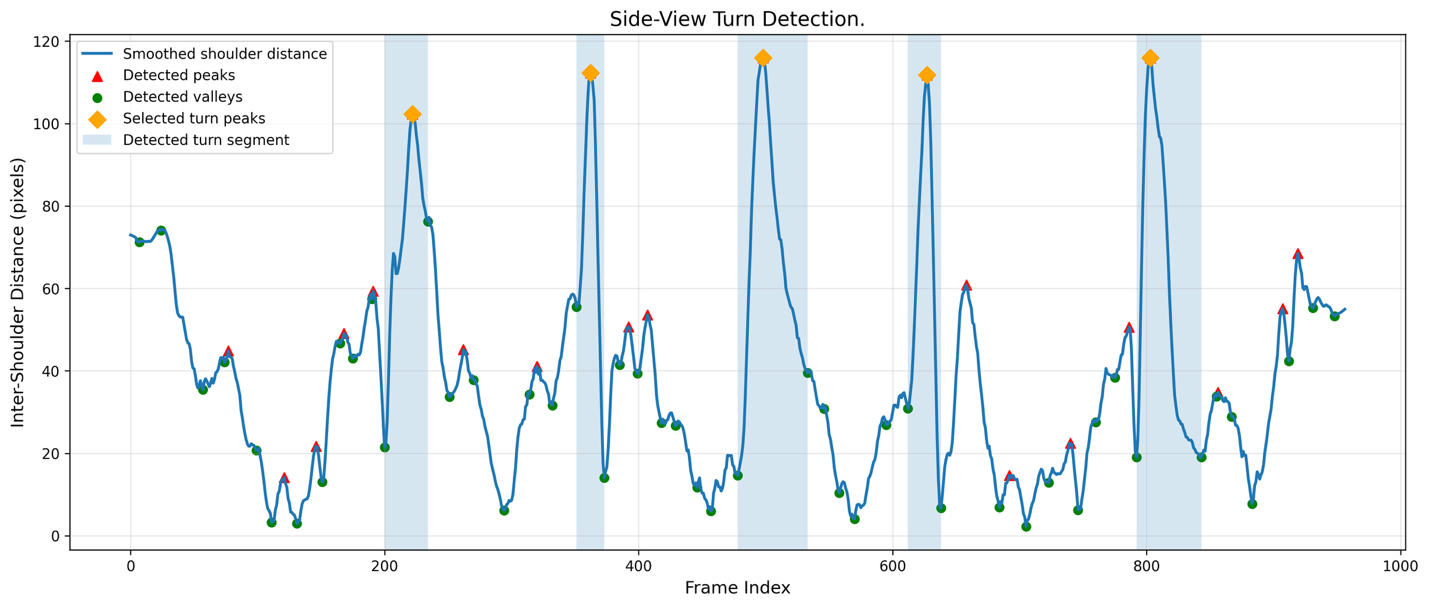 Side-View Turn Detection.
Smoothed shoulder distance
Detected peaks
Detected valleys
Selected turn peaks
Detected turn segment
Inter-Shoulder Distance (pixels)
120
100
80
60
40
20
0
0 200 400 600 800 1000
Frame Index